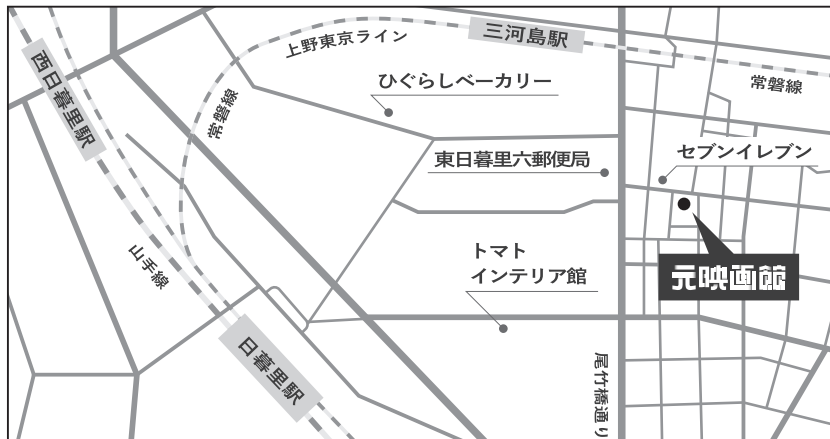 上野東京ライン
三河島駅
西日暮里駅
ひぐらしベーカリー
常磐線
常磐線
東日暮里六郵便局
セブンイレブン
山手線
トマト
インテリア館
元映画館
日暮里駅
尾竹橋通り